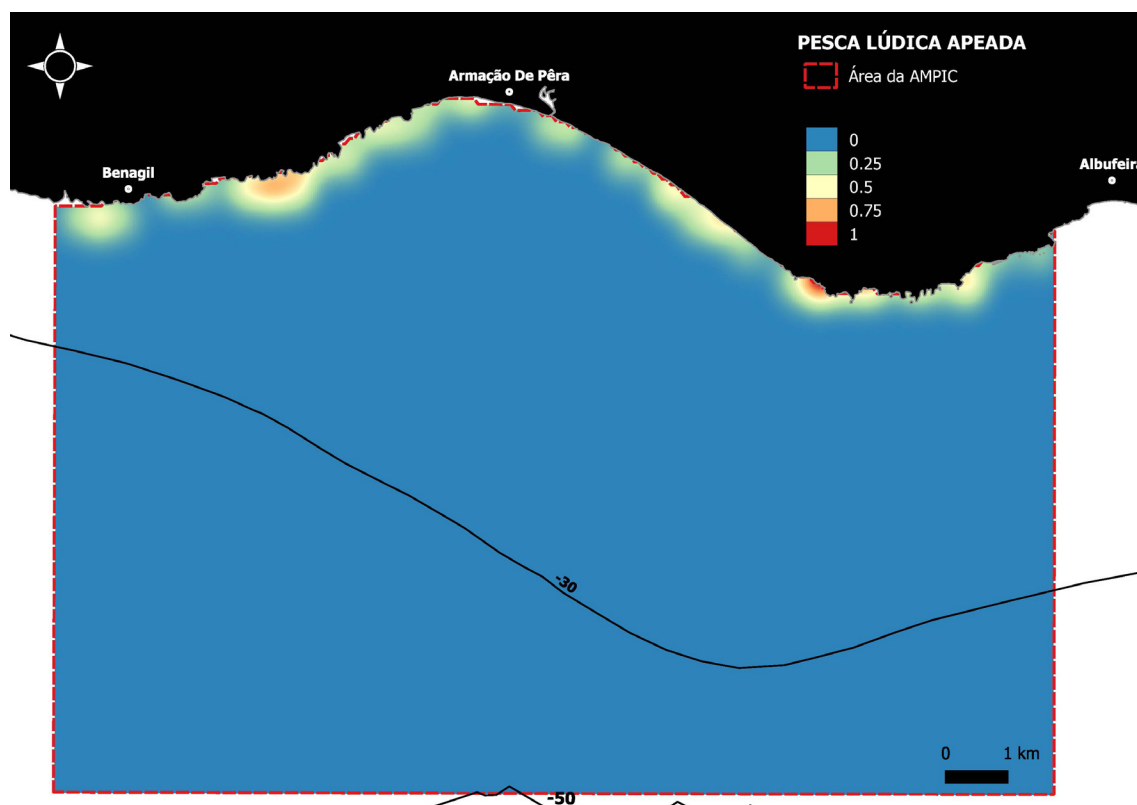 PESCA LÚDICA APEADA
Área da AMPIC
Armação De Pêra
Benagil
Albufeira
0
0.25
0.5
0.75
1
-30
0 1 km
-50